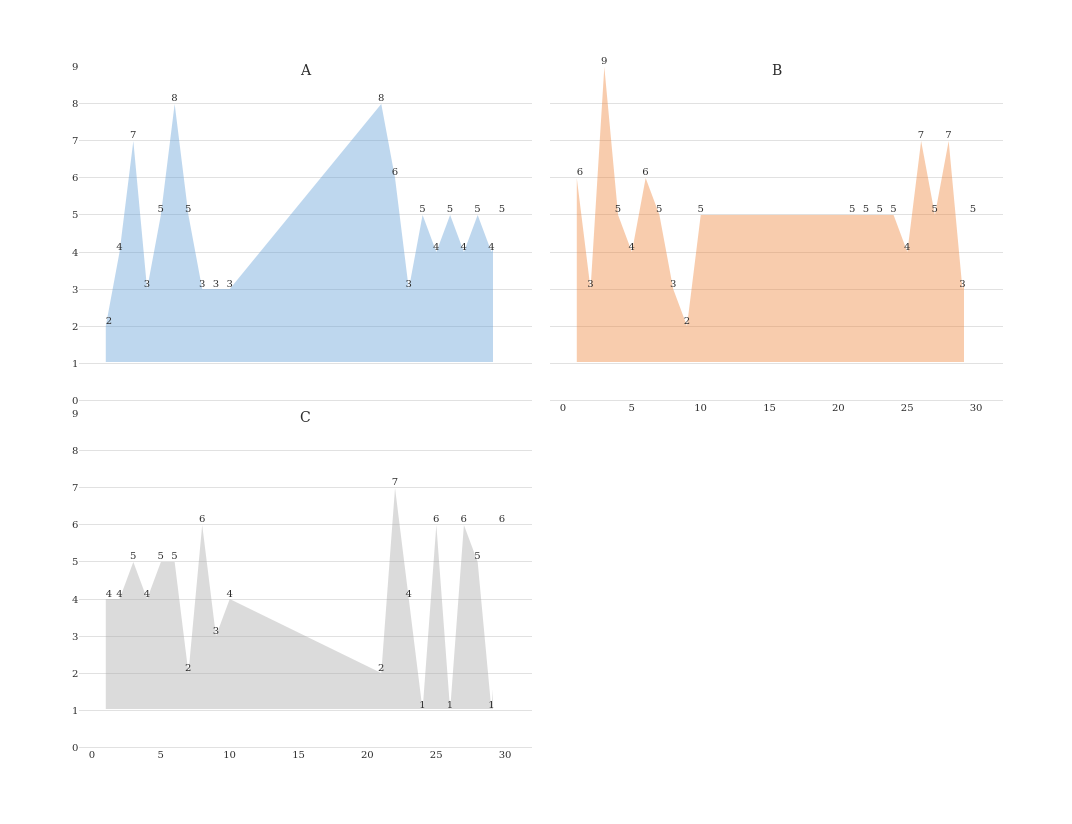 A
9
8 8 8
7 7
6 6
5 5 5 5 5 5 5
4 4 4 4 4
3 3 3 3 3 3
2 2
1
0
B
9
7 7
6 6
5 5 5 5 5 5 5 5 5
4 4
3 3 3
2
0 5 10 15 20 25 30
C
9
8
7 7
6 6 6 6 6
5 5 5 5 5
4 4 4 4 4 4
3 3
2 2 2
1 1 1 1
0
0 5 10 15 20 25 30